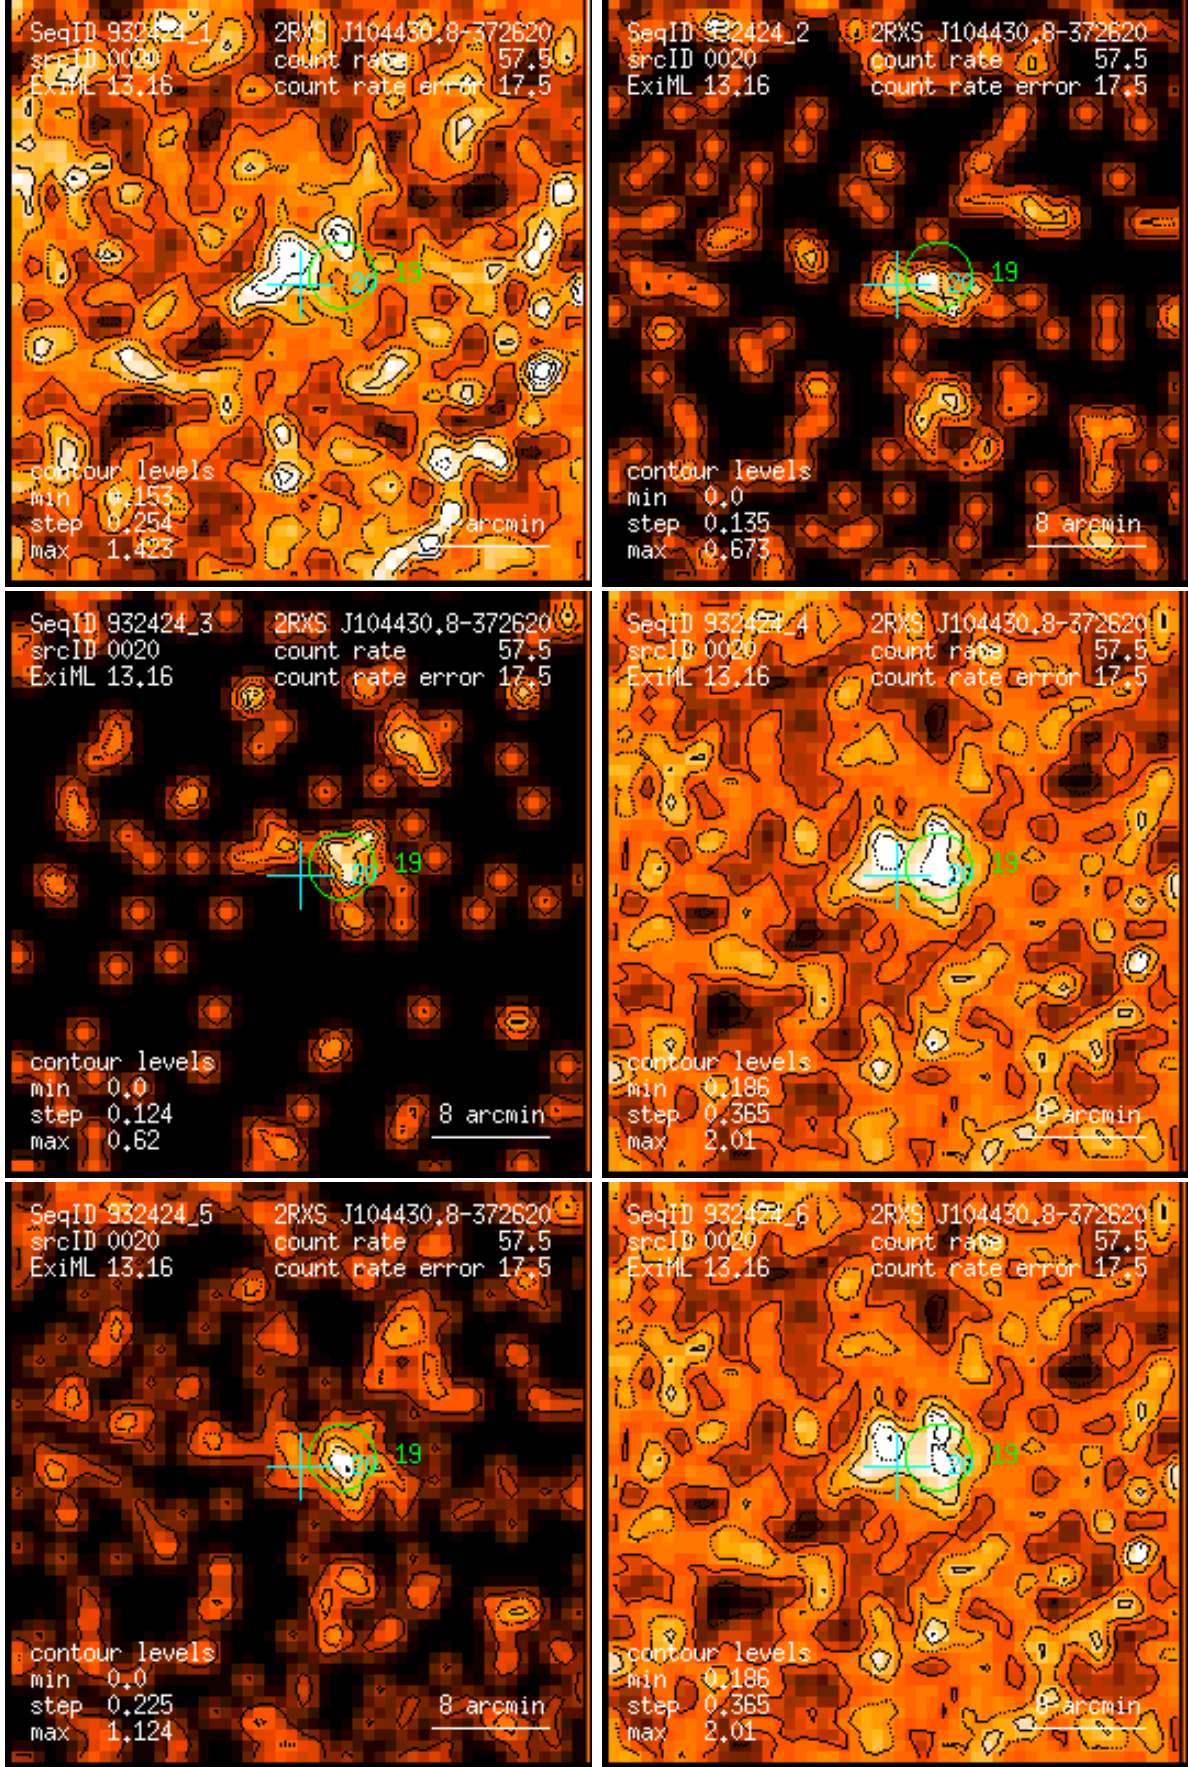 SeqID 932424_1 2RXS J104430.8-372620
srcID 0020 count rate 57.5
ExiML 13.16 count rate error 17.5
19
20
contour levels
min 0.153
step 0.254
max 1.423
8 arcmin
SeqID 932424_2 2RXS J104430.8-372620
srcID 0020 count rate 57.5
ExiML 13.16 count rate error 17.5
19
20
contour levels
min 0.0
step 0.135
max 0.673
8 arcmin
SeqID 932424_3 2RXS J104430.8-372620
srcID 0020 count rate 57.5
ExiML 13.16 count rate error 17.5
19
20
contour levels
min 0.0
step 0.124
max 0.62
8 arcmin
SeqID 932424_4 2RXS J104430.8-372620
srcID 0020 count rate 57.5
ExiML 13.16 count rate error 17.5
19
20
contour levels
min 0.186
step 0.365
max 2.01
8 arcmin
SeqID 932424_5 2RXS J104430.8-372620
srcID 0020 count rate 57.5
ExiML 13.16 count rate error 17.5
19
20
contour levels
min 0.0
step 0.225
max 1.124
8 arcmin
SeqID 932424_6 2RXS J104430.8-372620
srcID 0020 count rate 57.5
ExiML 13.16 count rate error 17.5
19
20
contour levels
min 0.186
step 0.365
max 2.01
8 arcmin